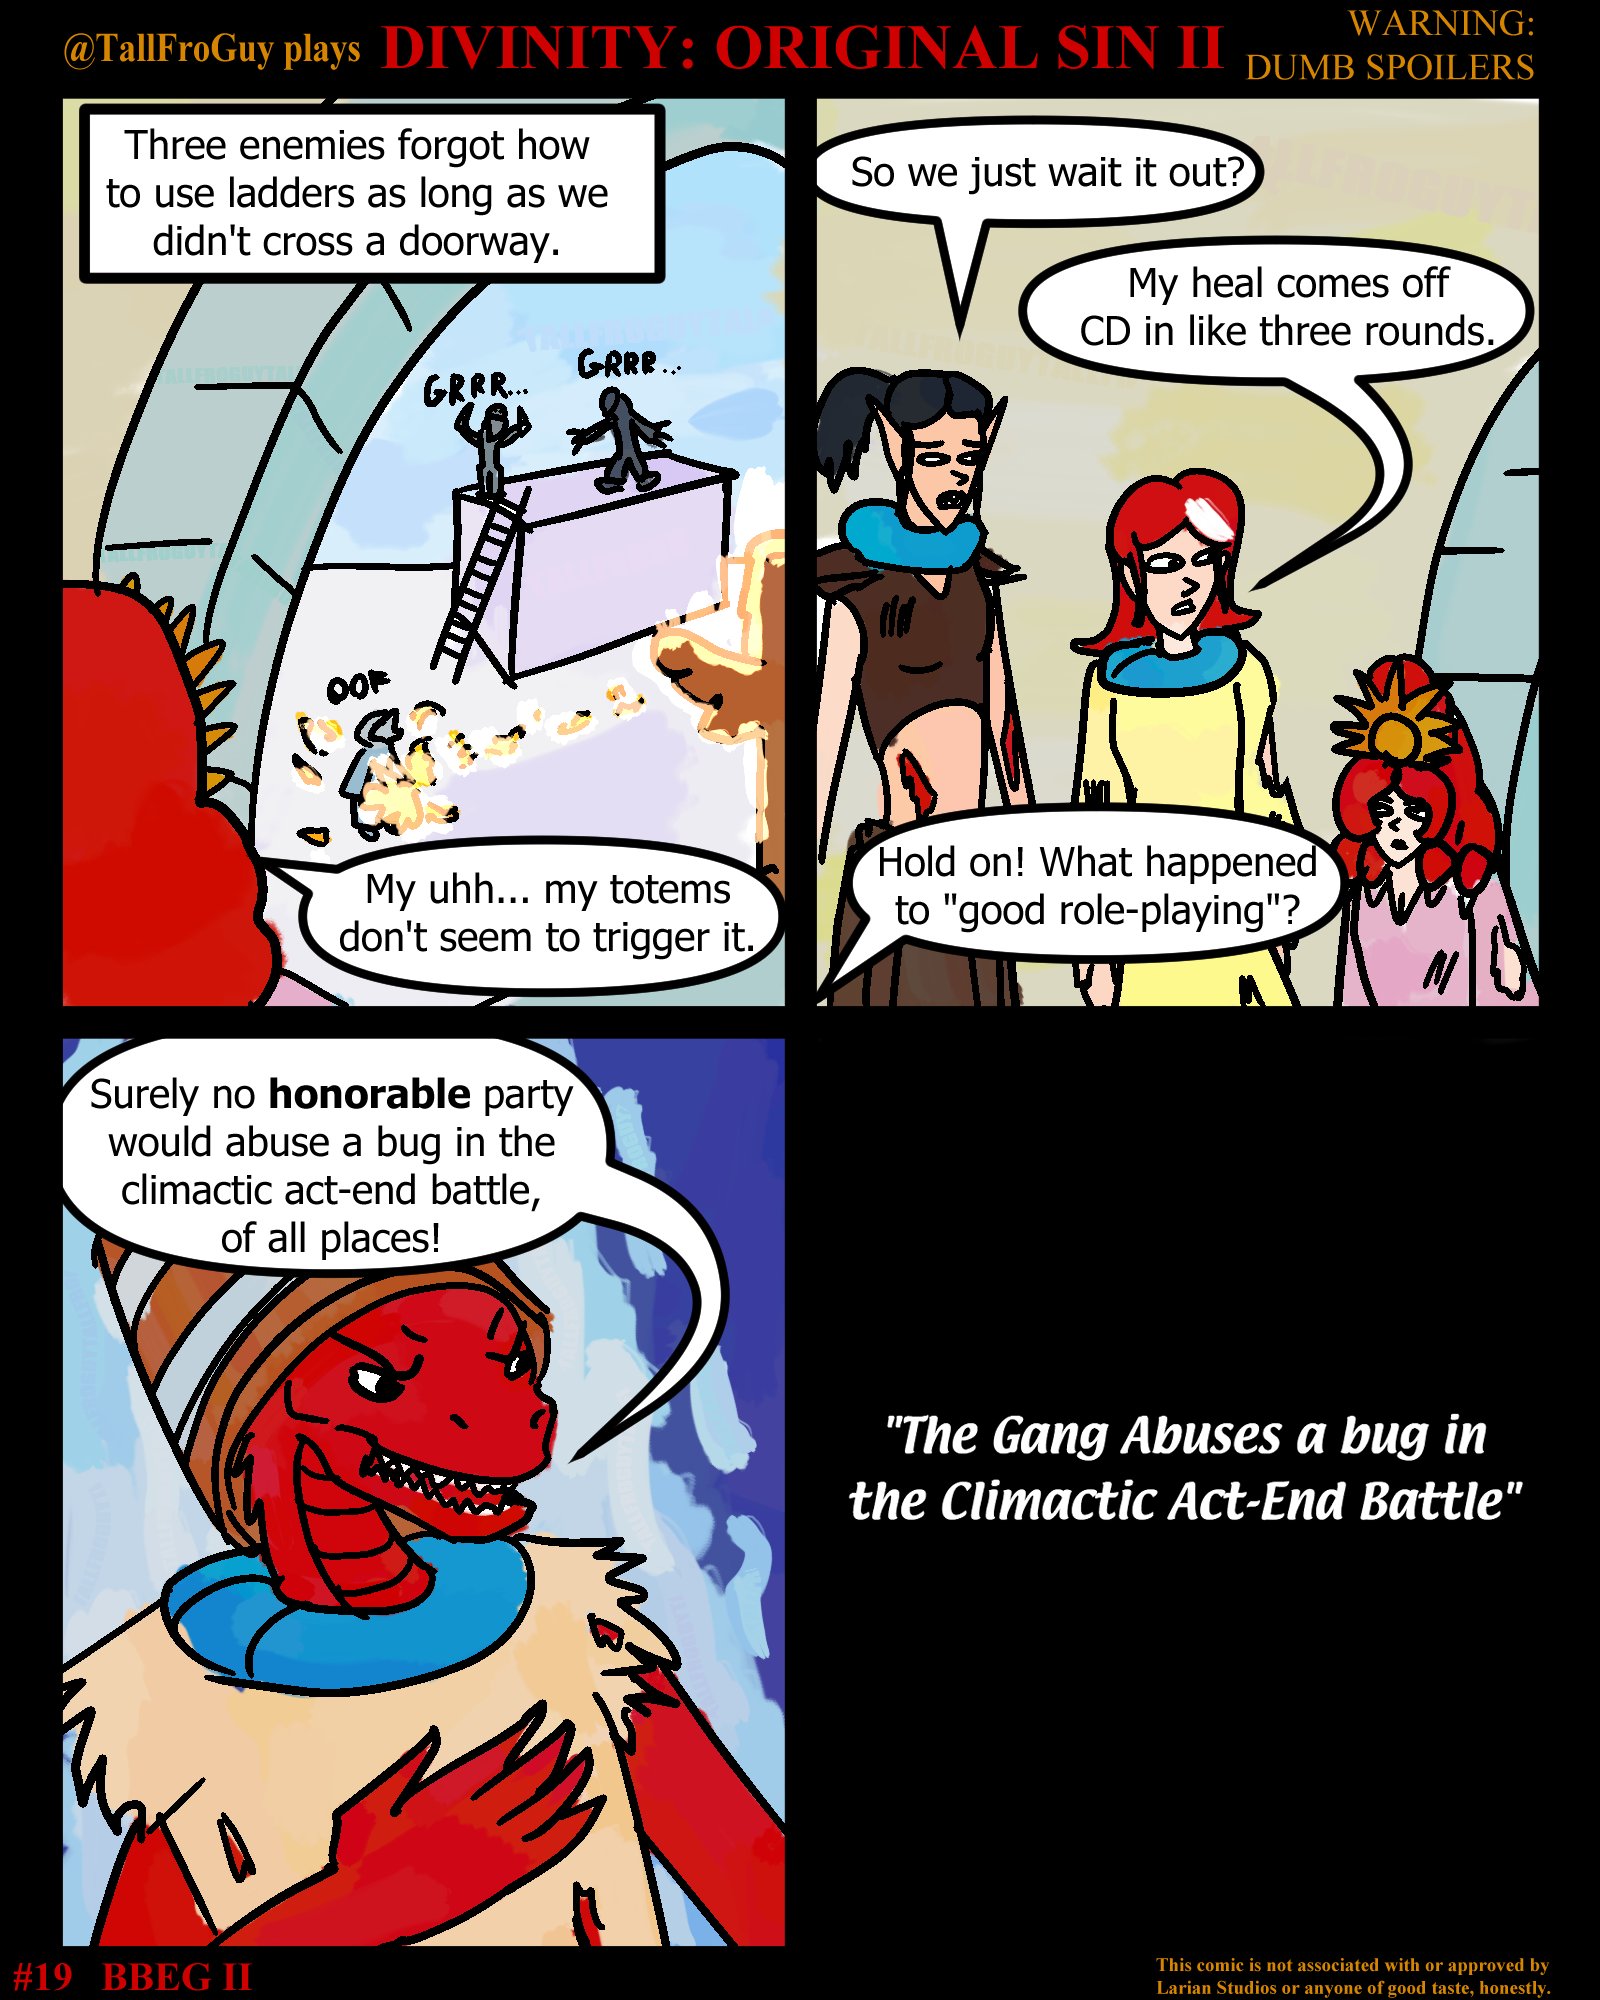 @TallFroGuy plays DIVINITY: ORIGINAL SIN II
WARNING:
DUMB SPOILERS
Three enemies forgot how
to use ladders as long as we
didn't cross a doorway.
GRRR...
GRRR...
OOF
My uhh... my totems
don't seem to trigger it.
So we just wait it out?
My heal comes off
CD in like three rounds.
Hold on! What happened
to "good role-playing"?
Surely no honorable party
would abuse a bug in the
climactic act-end battle,
of all places!
"The Gang Abuses a bug in
the Climactic Act-End Battle"
#19 BBEG II
This comic is not associated with or approved by
Larian Studios or anyone of good taste, honestly.